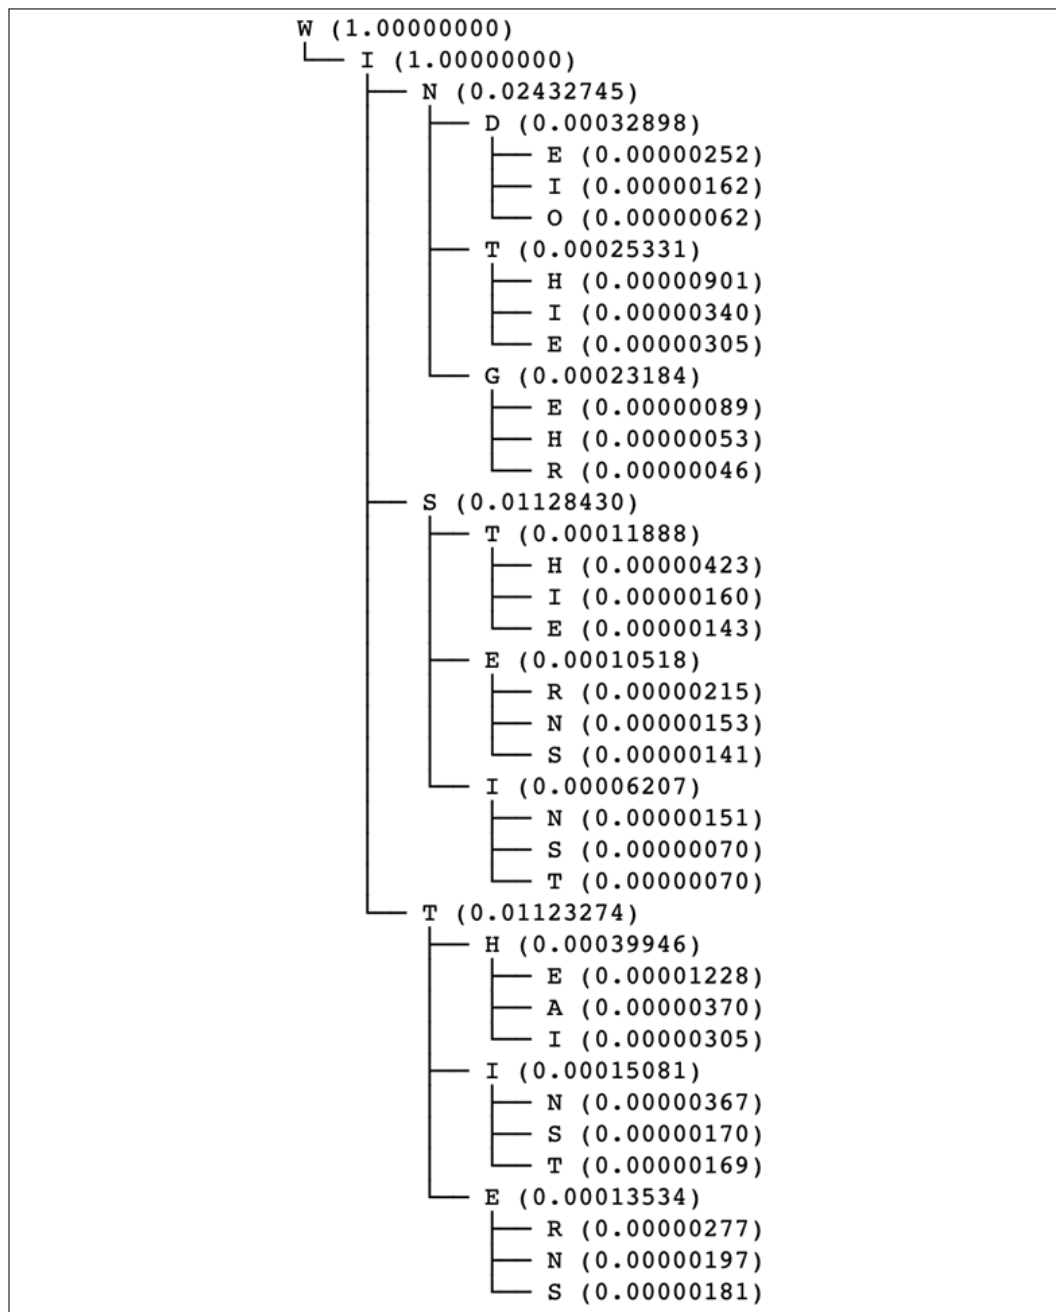 W (1.00000000)
I (1.00000000)
N (0.02432745)
D (0.00032898)
E (0.00000252)
I (0.00000162)
O (0.00000062)
T (0.00025331)
H (0.00000901)
I (0.00000340)
E (0.00000305)
G (0.00023184)
E (0.00000089)
H (0.00000053)
R (0.00000046)
S (0.01128430)
T (0.00011888)
H (0.00000423)
I (0.00000160)
E (0.00000143)
E (0.00010518)
R (0.00000215)
N (0.00000153)
S (0.00000141)
I (0.00006207)
N (0.00000151)
S (0.00000070)
T (0.00000070)
T (0.01123274)
H (0.00039946)
E (0.00001228)
A (0.00000370)
I (0.00000305)
I (0.00015081)
N (0.00000367)
S (0.00000170)
T (0.00000169)
E (0.00013534)
R (0.00000277)
N (0.00000197)
S (0.00000181)